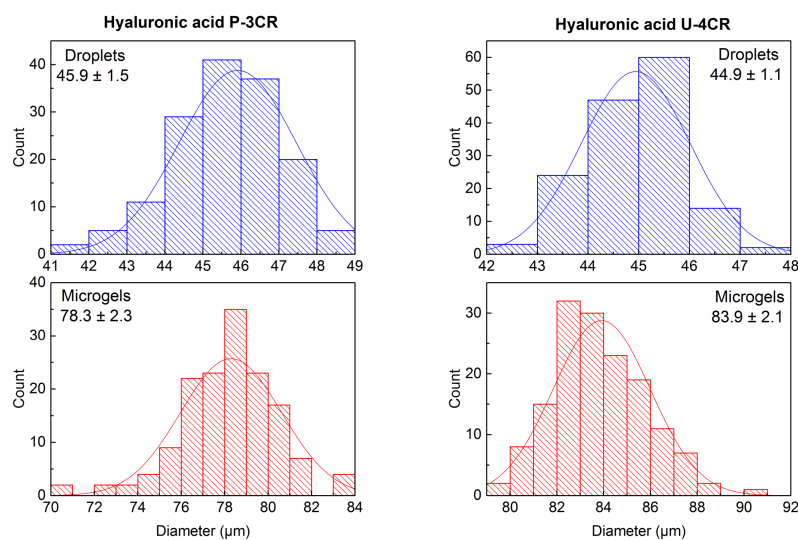 Hyaluronic acid P-3CR
Droplets
45.9 ± 1.5
Count
0
10
20
30
40
41 42 43 44 45 46 47 48 49
Microgels
78.3 ± 2.3
Count
0
10
20
30
40
70 72 74 76 78 80 82 84
Diameter (µm)
Hyaluronic acid U-4CR
Droplets
44.9 ± 1.1
Count
0
10
20
30
40
50
60
42 43 44 45 46 47 48
Microgels
83.9 ± 2.1
Count
0
10
20
30
80 82 84 86 88 90 92
Diameter (µm)